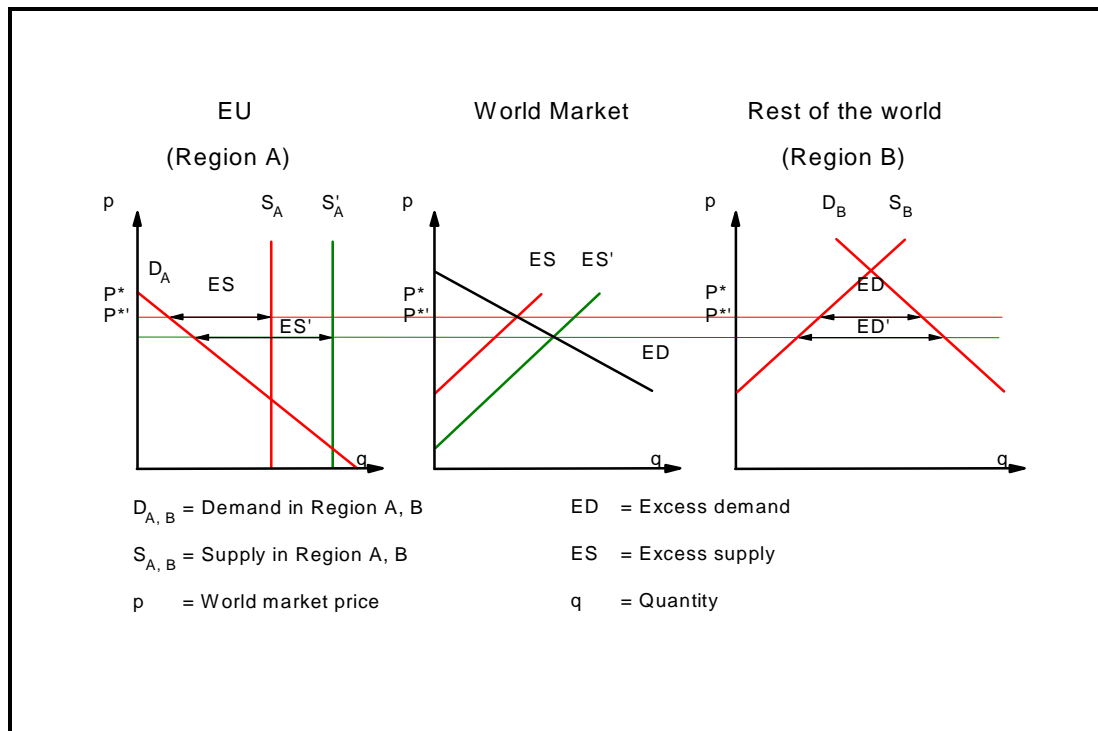 EU
(Region A)
World Market
Rest of the world
(Region B)
p
S_A
S'_A
D_A
ES
P*
P*'
ES'
q
p
ES
ES'
P*
P*'
ED
q
p
D_B
S_B
P*
P*'
ED
ED'
q
D_A, B = Demand in Region A, B
S_A, B = Supply in Region A, B
p = World market price
ED = Excess demand
ES = Excess supply
q = Quantity